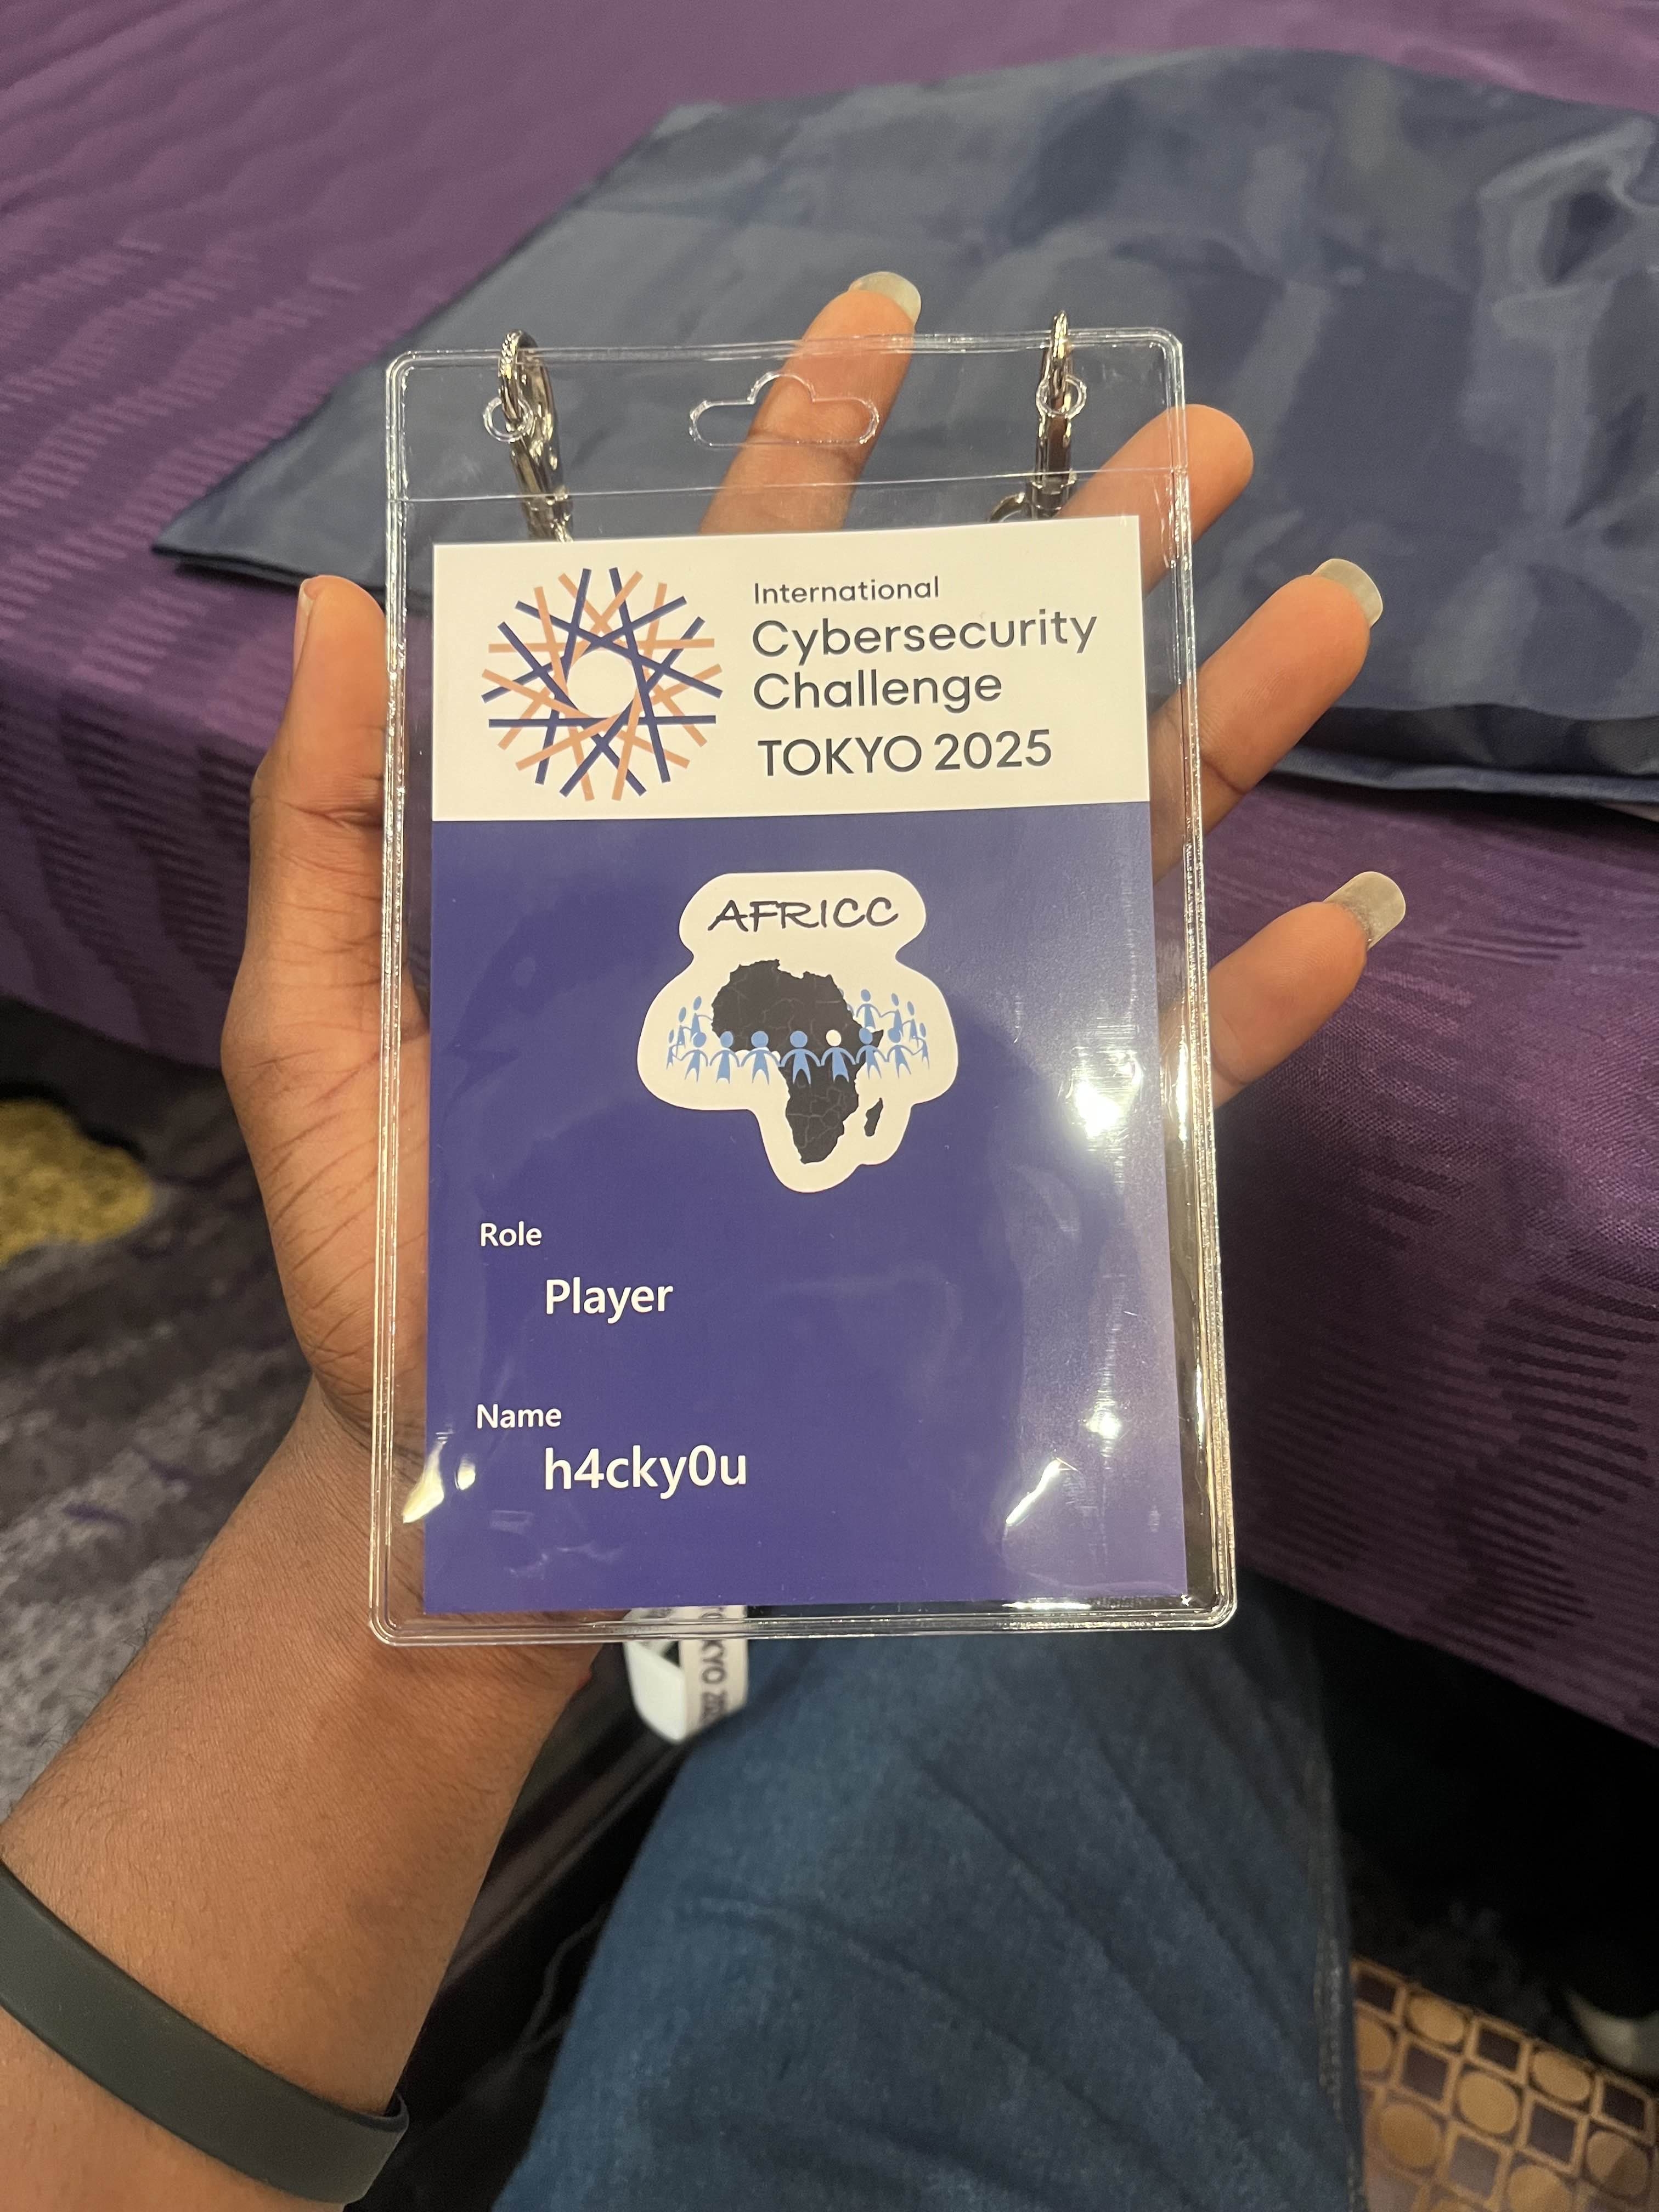 International
Cybersecurity
Challenge
TOKYO 2025
AFRICC
Role
Player
Name
h4cky0u